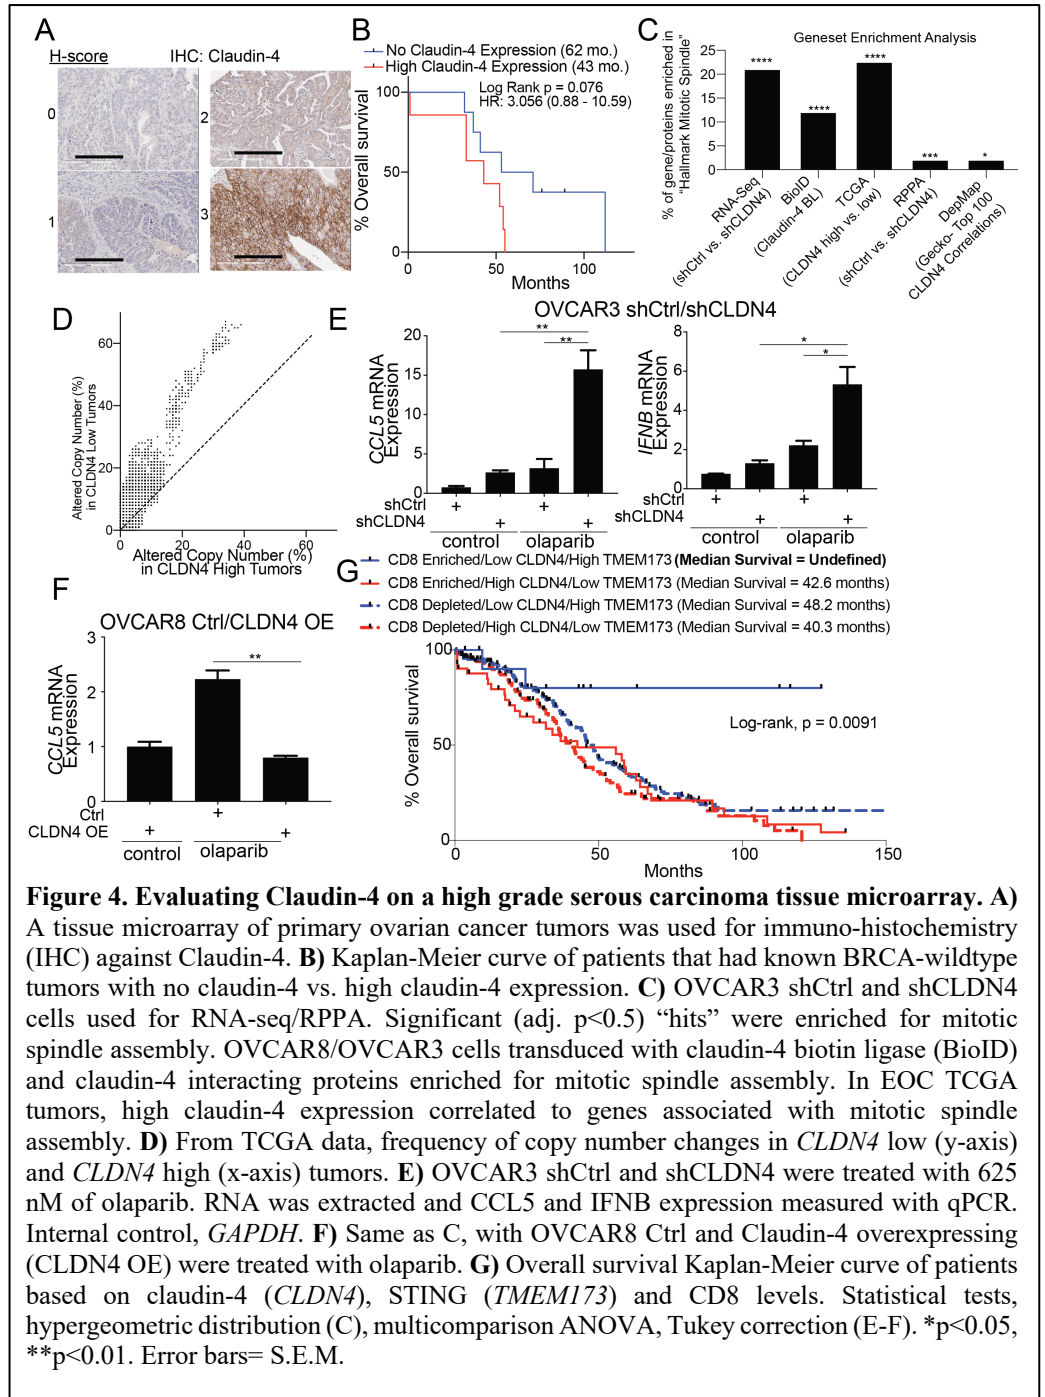 A
H-score
IHC: Claudin-4
0
1
2
3
B
No Claudin-4 Expression (62 mo.)
High Claudin-4 Expression (43 mo.)
Log Rank p = 0.076
HR: 3.056 (0.88 - 10.59)
% Overall survival
100
50
0
0
50
100
Months
C
Geneset Enrichment Analysis
% of gene/proteins enriched in
“Hallmark Mitotic Spindle”
25
20
15
10
5
0
****
****
****
***
*
RNA-Seq
(shCtrl vs. shCLDN4)
BioID
(Claudin-4 BL)
TCGA
(CLDN4 high vs. low)
RPPA
(shCtrl vs. shCLDN4)
DepMap
(Gecko- Top 100
CLDN4 Correlations)
D
Altered Copy Number (%)
in CLDN4 Low Tumors
60
40
20
0
0
20
40
60
Altered Copy Number (%)
in CLDN4 High Tumors
E
OVCAR3 shCtrl/shCLDN4
CCL5 mRNA
Expression
20
15
10
5
0
**
**
shCtrl + +
shCLDN4 + +
control olaparib
IFNB mRNA
Expression
8
6
4
2
0
*
*
shCtrl + +
shCLDN4 + +
control olaparib
F
OVCAR8 Ctrl/CLDN4 OE
CCL5 mRNA
Expression
3
2
1
0
**
Ctrl +
CLDN4 OE + +
control olaparib
G
CD8 Enriched/Low CLDN4/High TMEM173 (Median Survival = Undefined)
CD8 Enriched/High CLDN4/Low TMEM173 (Median Survival = 42.6 months)
CD8 Depleted/Low CLDN4/High TMEM173 (Median Survival = 48.2 months)
CD8 Depleted/High CLDN4/Low TMEM173 (Median Survival = 40.3 months)
% Overall survival
100
50
0
Log-rank, p = 0.0091
0
50
100
150
Months
Figure 4. Evaluating Claudin-4 on a high grade serous carcinoma tissue microarray. A)
A tissue microarray of primary ovarian cancer tumors was used for immuno-histochemistry
(IHC) against Claudin-4. B) Kaplan-Meier curve of patients that had known BRCA-wildtype
tumors with no claudin-4 vs. high claudin-4 expression. C) OVCAR3 shCtrl and shCLDN4
cells used for RNA-seq/RPPA. Significant (adj. p<0.5) “hits” were enriched for mitotic
spindle assembly. OVCAR8/OVCAR3 cells transduced with claudin-4 biotin ligase (BioID)
and claudin-4 interacting proteins enriched for mitotic spindle assembly. In EOC TCGA
tumors, high claudin-4 expression correlated to genes associated with mitotic spindle
assembly. D) From TCGA data, frequency of copy number changes in CLDN4 low (y-axis)
and CLDN4 high (x-axis) tumors. E) OVCAR3 shCtrl and shCLDN4 were treated with 625
nM of olaparib. RNA was extracted and CCL5 and IFNB expression measured with qPCR.
Internal control, GAPDH. F) Same as C, with OVCAR8 Ctrl and Claudin-4 overexpressing
(CLDN4 OE) were treated with olaparib. G) Overall survival Kaplan-Meier curve of patients
based on claudin-4 (CLDN4), STING (TMEM173) and CD8 levels. Statistical tests,
hypergeometric distribution (C), multicomparison ANOVA, Tukey correction (E-F). *p<0.05,
**p<0.01. Error bars= S.E.M.